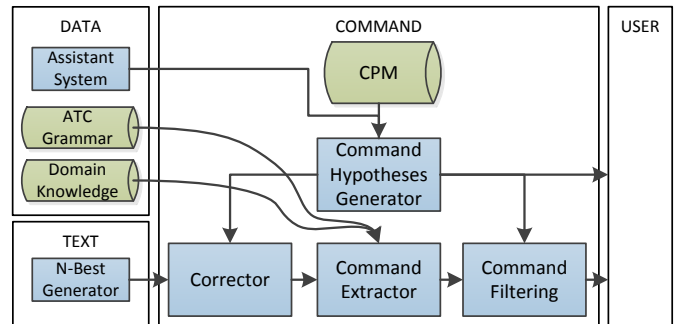 DATA
COMMAND
USER
Assistant
System
CPM
ATC
Grammar
Command
Hypotheses
Generator
Domain
Knowledge
TEXT
N-Best
Generator
Corrector
Command
Extractor
Command
Filtering